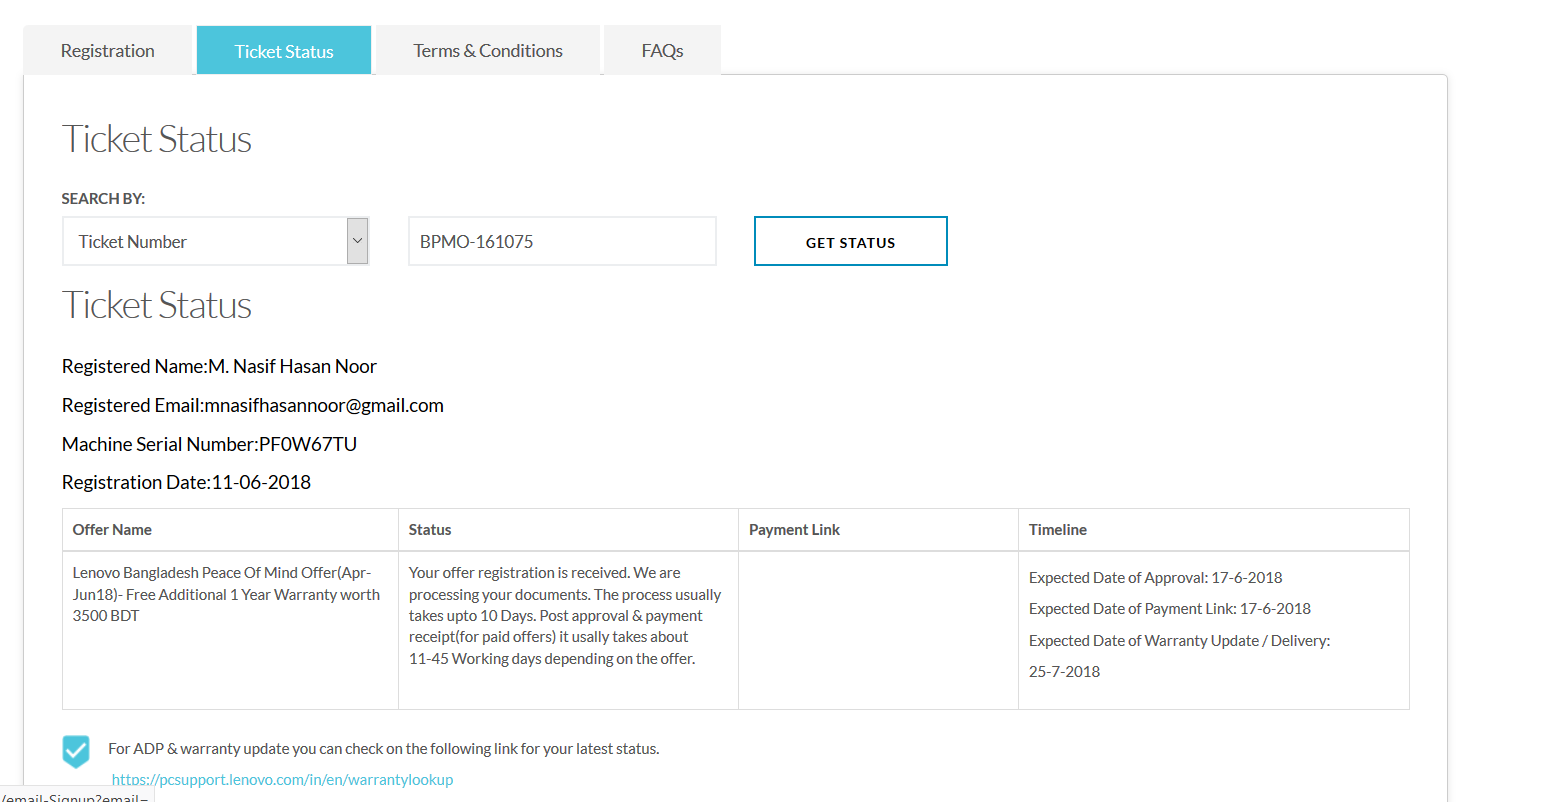 Registration Ticket Status Terms & Conditions FAQs
Ticket Status
SEARCH BY:
Ticket Number BPMO-161075 GET STATUS
Ticket Status
Registered Name:M. Nasif Hasan Noor
Registered Email:mnasifhasannoor@gmail.com
Machine Serial Number:PF0W67TU
Registration Date:11-06-2018
Offer Name Status Payment Link Timeline
Lenovo Bangladesh Peace Of Mind Offer(Apr-
Jun18)- Free Additional 1 Year Warranty worth
3500 BDT
Your offer registration is received. We are
processing your documents. The process usually
takes upto 10 Days. Post approval & payment
receipt(for paid offers) it usally takes about
11-45 Working days depending on the offer.
Expected Date of Approval: 17-6-2018
Expected Date of Payment Link: 17-6-2018
Expected Date of Warranty Update / Delivery:
25-7-2018
For ADP & warranty update you can check on the following link for your latest status.
https://pcsupport.lenovo.com/in/en/warrantylookup
/email-Signup?email=